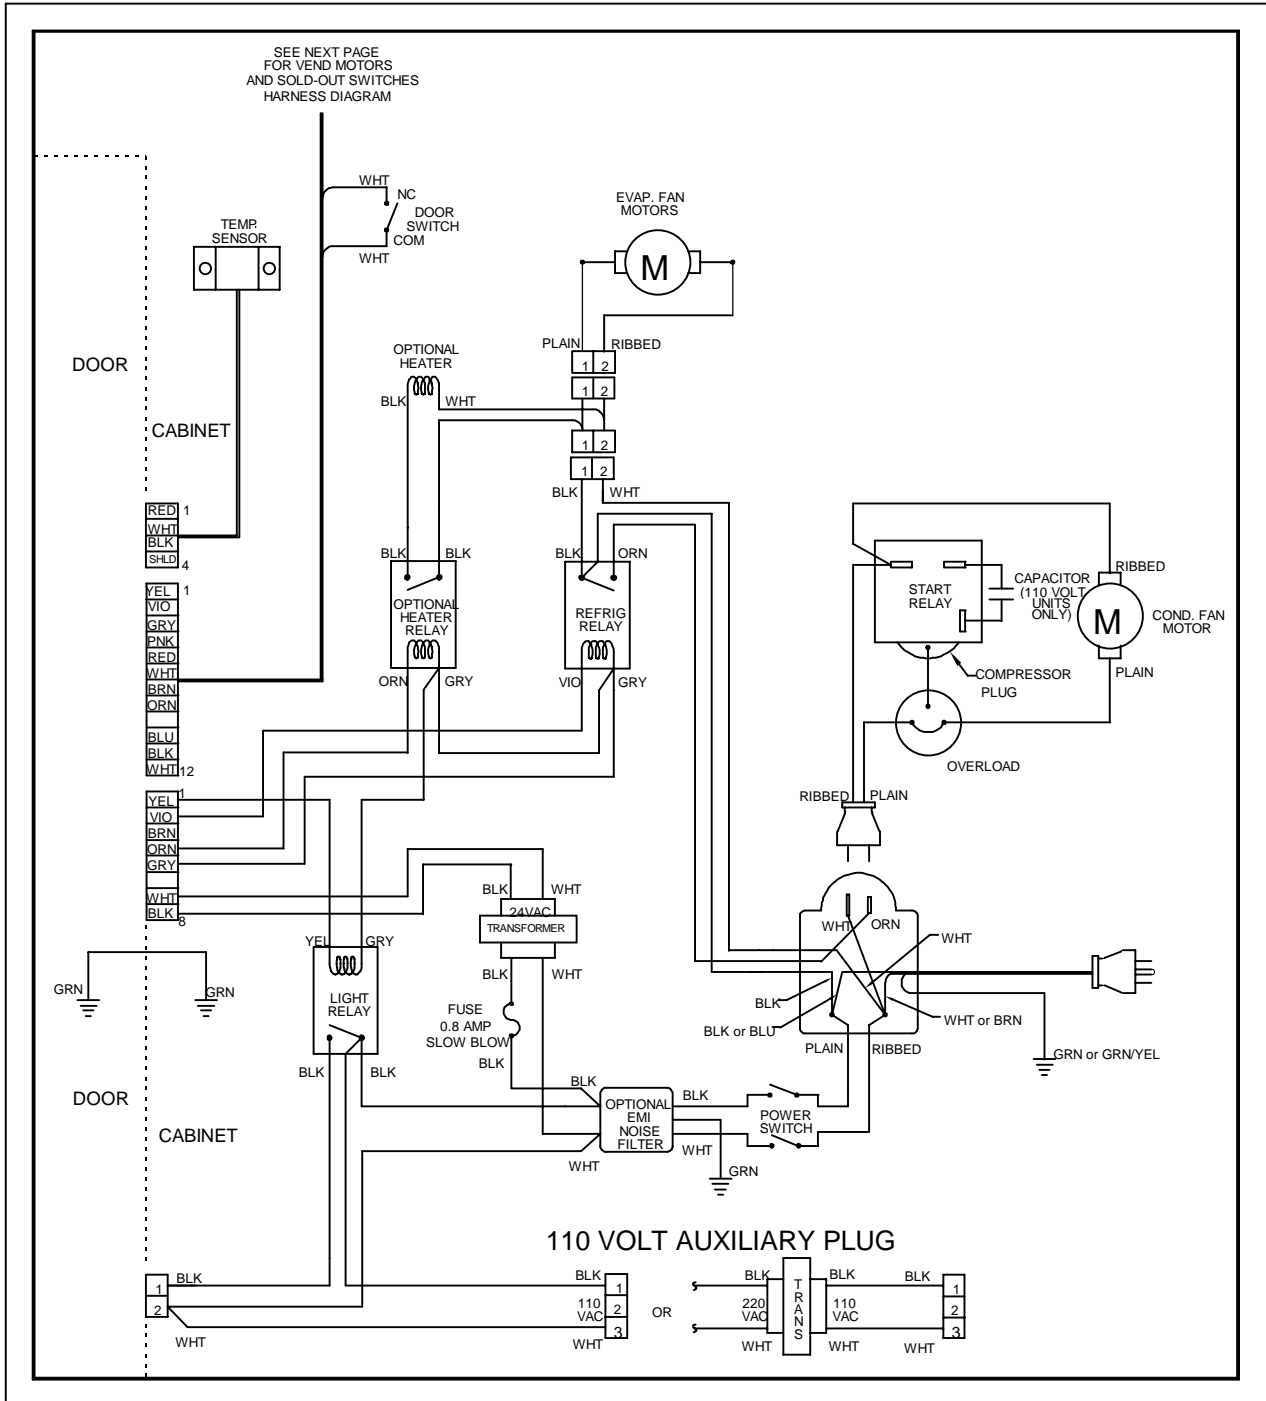 SEE NEXT PAGE
FOR VEND MOTORS
AND SOLD-OUT SWITCHES
HARNESS DIAGRAM
WHT
NC
DOOR
SWITCH
COM
WHT
TEMP.
SENSOR
EVAP. FAN
MOTORS
M
PLAIN
RIBBED
1 2
1 2
1 2
1 2
OPTIONAL
HEATER
BLK
WHT
DOOR
CABINET
BLK
WHT
RED 1
WHT
BLK
SHLD 4
YEL 1
VIO
GRY
PNK
RED
WHT
BRN
ORN
BLU
BLK
WHT 12
YEL 1
VIO
BRN
ORN
GRY
WHT
BLK 8
BLK
BLK
OPTIONAL
HEATER
RELAY
ORN
GRY
BLK
ORN
REFRIG
RELAY
VIO
GRY
START
RELAY
CAPACITOR
(110 VOLT
UNITS
ONLY)
RIBBED
M
COND. FAN
MOTOR
PLAIN
COMPRESSOR
PLUG
OVERLOAD
RIBBED
PLAIN
BLK
WHT
24VAC
TRANSFORMER
BLK
WHT
FUSE
0.8 AMP
SLOW BLOW
BLK
YEL
GRY
LIGHT
RELAY
BLK
BLK
GRN
GRN
WHT
ORN
WHT
BLK
BLK or BLU
WHT or BRN
PLAIN
RIBBED
GRN or GRN/YEL
DOOR
CABINET
BLK
OPTIONAL
EMI
NOISE
FILTER
WHT
BLK
WHT
GRN
POWER
SWITCH
110 VOLT AUXILIARY PLUG
1
2
BLK
WHT
BLK
110
VAC
WHT
1
2
3
OR
BLK
220
VAC
WHT
TRANS
BLK
110
VAC
WHT
BLK
WHT
1
2
3